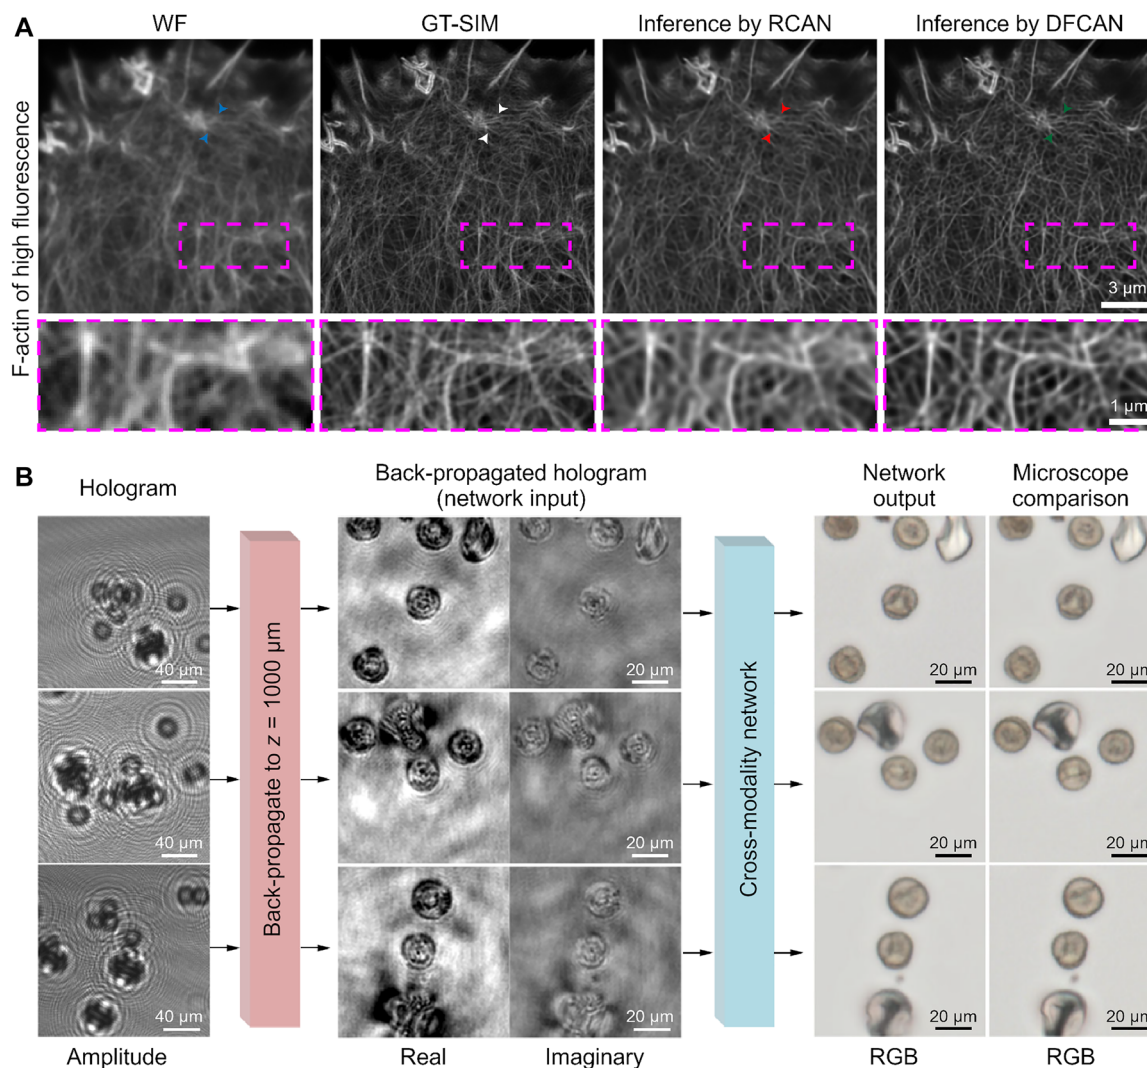 A
WF
GT-SIM
Inference by RCAN
Inference by DFCAN
F-actin of high fluorescence
3 μm
1 μm
B
Hologram
Back-propagated hologram
(network input)
Network
output
Microscope
comparison
Back-propagate to z = 1000 μm
Cross-modality network
40 μm
20 μm
20 μm
20 μm
40 μm
20 μm
20 μm
20 μm
40 μm
20 μm
20 μm
20 μm
Amplitude
Real
Imaginary
RGB
RGB